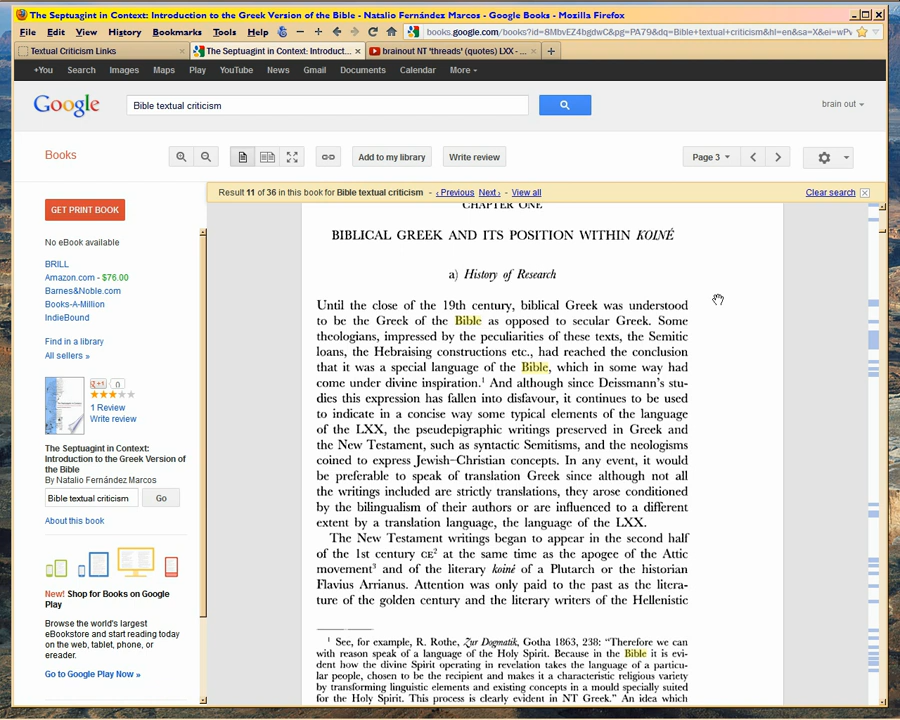 The Septuagint in Context: Introduction to the Greek Version of the Bible - Natalio Fernández Marcos - Google Books - Mozilla Firefox
File Edit View History Bookmarks Tools Help
books.google.com/books?id=8MbvEZ4bgdwC&pg=PA79&dq=Bible+textual+criticism&hl=en&sa=X&ei=wPv
Textual Criticism Links
The Septuagint in Context: Introduct...
brainout NT 'threads' (quotes) LXX - ...
+You Search Images Maps Play YouTube News Gmail Documents Calendar More
Google
Bible textual criticism
brain out
Books
Add to my library
Write review
Page 3
Result 11 of 36 in this book for Bible textual criticism - ‹ Previous Next › - View all
Clear search
GET PRINT BOOK
No eBook available
BRILL
Amazon.com - $76.00
Barnes&Noble.com
Books-A-Million
IndieBound
Find in a library
All sellers »
+1 0
1 Review
Write review
The Septuagint in Context:
Introduction to the Greek Version of
the Bible
By Natalio Fernández Marcos
Bible textual criticism
Go
About this book
New! Shop for Books on Google
Play
Browse the world's largest
eBookstore and start reading today
on the web, tablet, phone, or
ereader.
Go to Google Play Now »
CHAPTER ONE
BIBLICAL GREEK AND ITS POSITION WITHIN KOINÉ
a) History of Research
Until the close of the 19th century, biblical Greek was understood
to be the Greek of the Bible as opposed to secular Greek. Some
theologians, impressed by the peculiarities of these texts, the Semitic
loans, the Hebraising constructions etc., had reached the conclusion
that it was a special language of the Bible, which in some way had
come under divine inspiration.¹ And although since Deissmann's stu-
dies this expression has fallen into disfavour, it continues to be used
to indicate in a concise way some typical elements of the language
of the LXX, the pseudepigraphic writings preserved in Greek and
the New Testament, such as syntactic Semitisms, and the neologisms
coined to express Jewish–Christian concepts. In any event, it would
be preferable to speak of translation Greek since although not all
the writings included are strictly translations, they arose conditioned
by the bilingualism of their authors or are influenced to a different
extent by a translation language, the language of the LXX.
The New Testament writings began to appear in the second half
of the 1st century CE² at the same time as the apogee of the Attic
movement³ and of the literary koiné of a Plutarch or the historian
Flavius Arrianus. Attention was only paid to the past as the litera-
ture of the golden century and the literary writers of the Hellenistic
¹ See, for example, R. Rothe, Zur Dogmatik, Gotha 1863, 238: "Therefore we can
with reason speak of a language of the Holy Spirit. Because in the Bible it is evi-
dent how the divine Spirit operating in revelation takes the language of a particu-
lar people, chosen to be the recipient and makes it a characteristic religious variety
by transforming linguistic elements and existing concepts in a mould specially suited
for the Holy Spirit. This process is clearly evident in NT Greek." An idea which